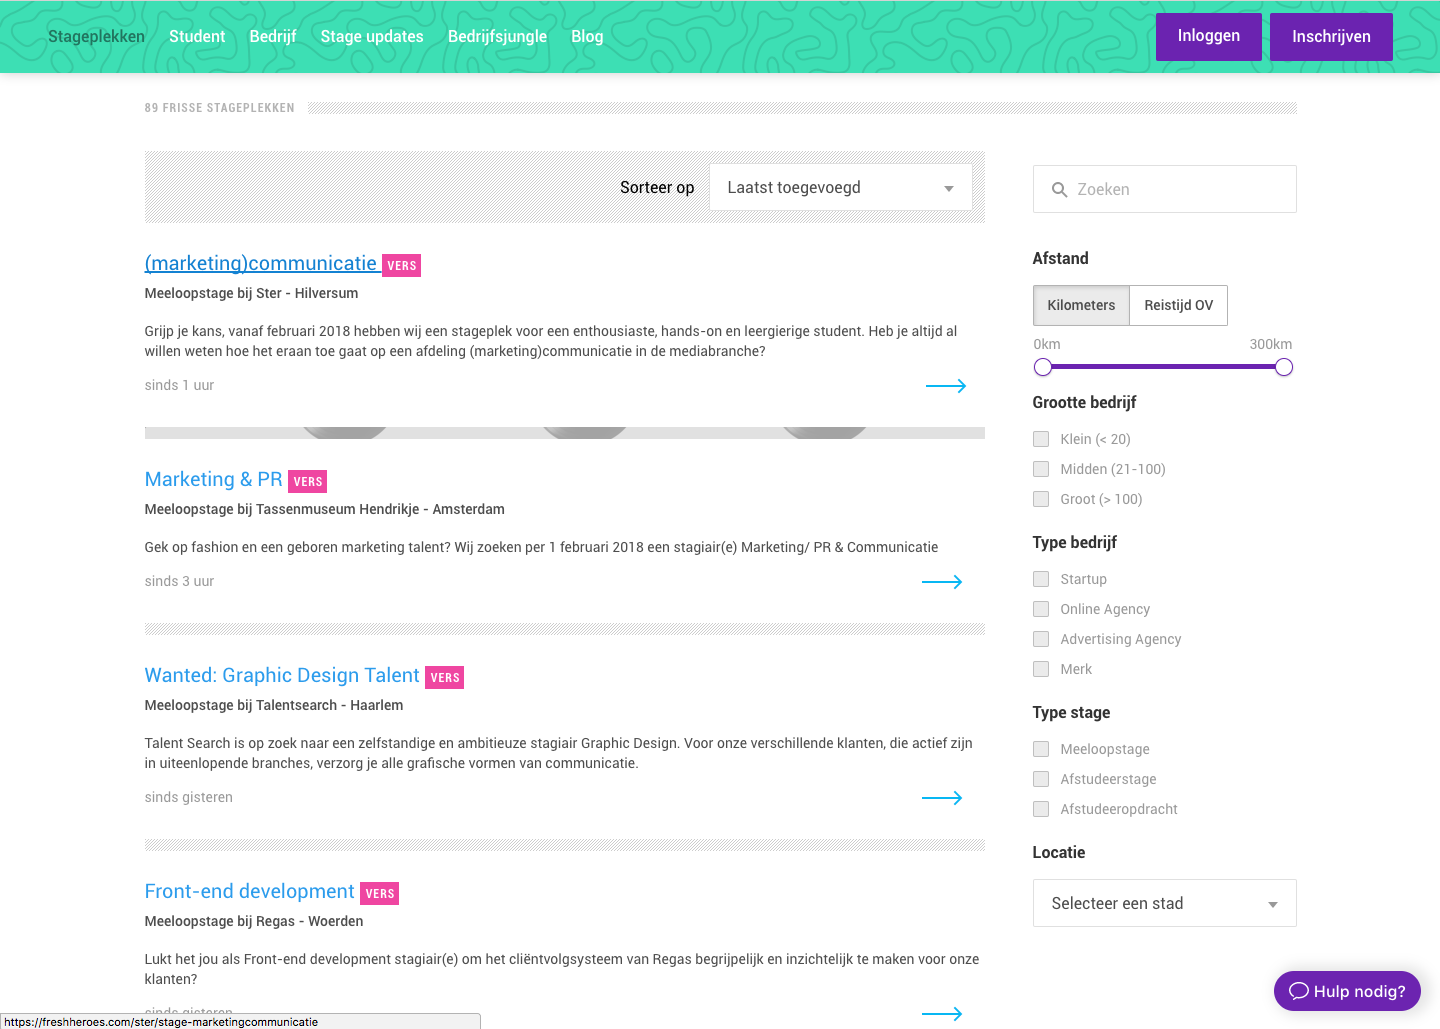 Stageplekken Student Bedrijf Stage updates Bedrijfsjungle Blog Inloggen Inschrijven
89 FRISSE STAGEPLEKKEN
Sorteer op Laatst toegevoegd
(marketing)communicatie VERS
Meeloopstage bij Ster - Hilversum
Grijp je kans, vanaf februari 2018 hebben wij een stageplek voor een enthousiaste, hands-on en leergierige student. Heb je altijd al
willen weten hoe het eraan toe gaat op een afdeling (marketing)communicatie in de mediabranche?
sinds 1 uur
Marketing & PR VERS
Meeloopstage bij Tassenmuseum Hendrikje - Amsterdam
Gek op fashion en een geboren marketing talent? Wij zoeken per 1 februari 2018 een stagiair(e) Marketing/ PR & Communicatie
sinds 3 uur
Wanted: Graphic Design Talent VERS
Meeloopstage bij Talentsearch - Haarlem
Talent Search is op zoek naar een zelfstandige en ambitieuze stagiair Graphic Design. Voor onze verschillende klanten, die actief zijn
in uiteenlopende branches, verzorg je alle grafische vormen van communicatie.
sinds gisteren
Front-end development VERS
Meeloopstage bij Regas - Woerden
Lukt het jou als Front-end development stagiair(e) om het cliëntvolgsysteem van Regas begrijpelijk en inzichtelijk te maken voor onze
klanten?
sinds gisteren
Zoeken
Afstand
Kilometers Reistijd OV
0km 300km
Grootte bedrijf
Klein (< 20)
Midden (21-100)
Groot (> 100)
Type bedrijf
Startup
Online Agency
Advertising Agency
Merk
Type stage
Meeloopstage
Afstudeerstage
Afstudeeropdracht
Locatie
Selecteer een stad
Hulp nodig?
https://freshheroes.com/ster/stage-marketingcommunicatie